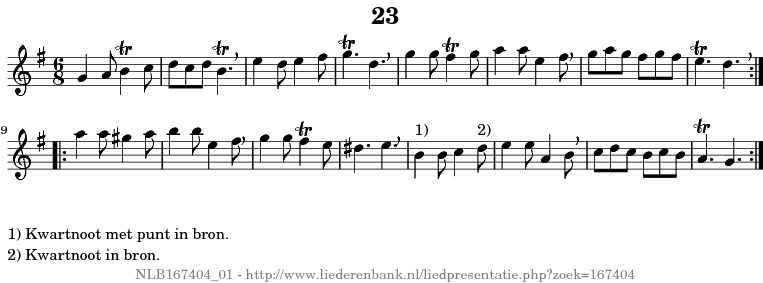 23
6
8
tr tr tr tr tr
9
tr 1) 2) tr
1) Kwartnoot met punt in bron.
2) Kwartnoot in bron.
NLB167404_01 - http://www.liederenbank.nl/liedpresentatie.php?zoek=167404